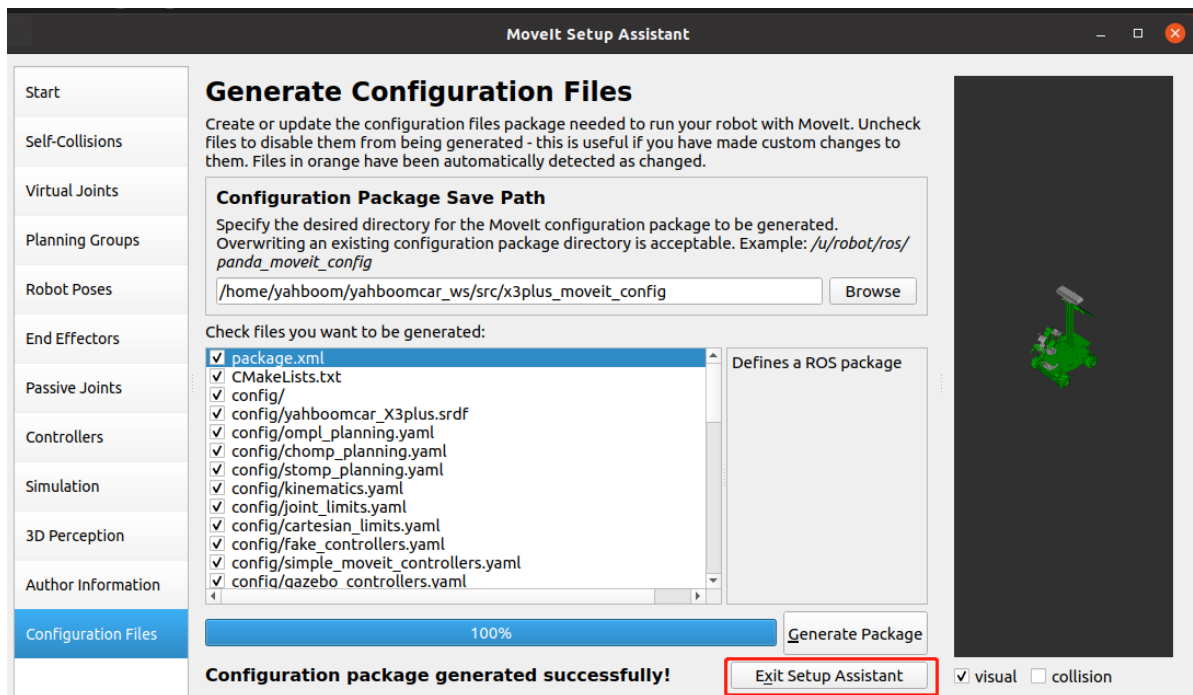 MoveIt Setup Assistant
Start
Self-Collisions
Virtual Joints
Planning Groups
Robot Poses
End Effectors
Passive Joints
Controllers
Simulation
3D Perception
Author Information
Configuration Files
Generate Configuration Files
Create or update the configuration files package needed to run your robot with MoveIt. Uncheck
files to disable them from being generated - this is useful if you have made custom changes to
them. Files in orange have been automatically detected as changed.
Configuration Package Save Path
Specify the desired directory for the MoveIt configuration package to be generated.
Overwriting an existing configuration package directory is acceptable. Example: /u/robot/ros/
panda_moveit_config
/home/yahboom/yahboomcar_ws/src/x3plus_moveit_config
Browse
Check files you want to be generated:
package.xml
CMakeLists.txt
config/
config/yahboomcar_X3plus.srdf
config/ompl_planning.yaml
config/chomp_planning.yaml
config/stomp_planning.yaml
config/kinematics.yaml
config/joint_limits.yaml
config/cartesian_limits.yaml
config/fake_controllers.yaml
config/simple_moveit_controllers.yaml
config/gazebo_controllers.yaml
Defines a ROS package
100%
Generate Package
Configuration package generated successfully!
Exit Setup Assistant
visual
collision